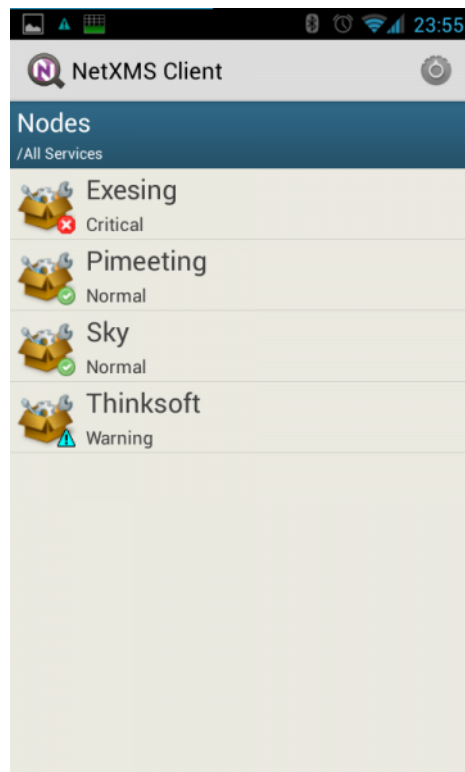 23:55
NetXMS Client
Nodes
/All Services
Exesing
Critical
Pimeeting
Normal
Sky
Normal
Thinksoft
Warning